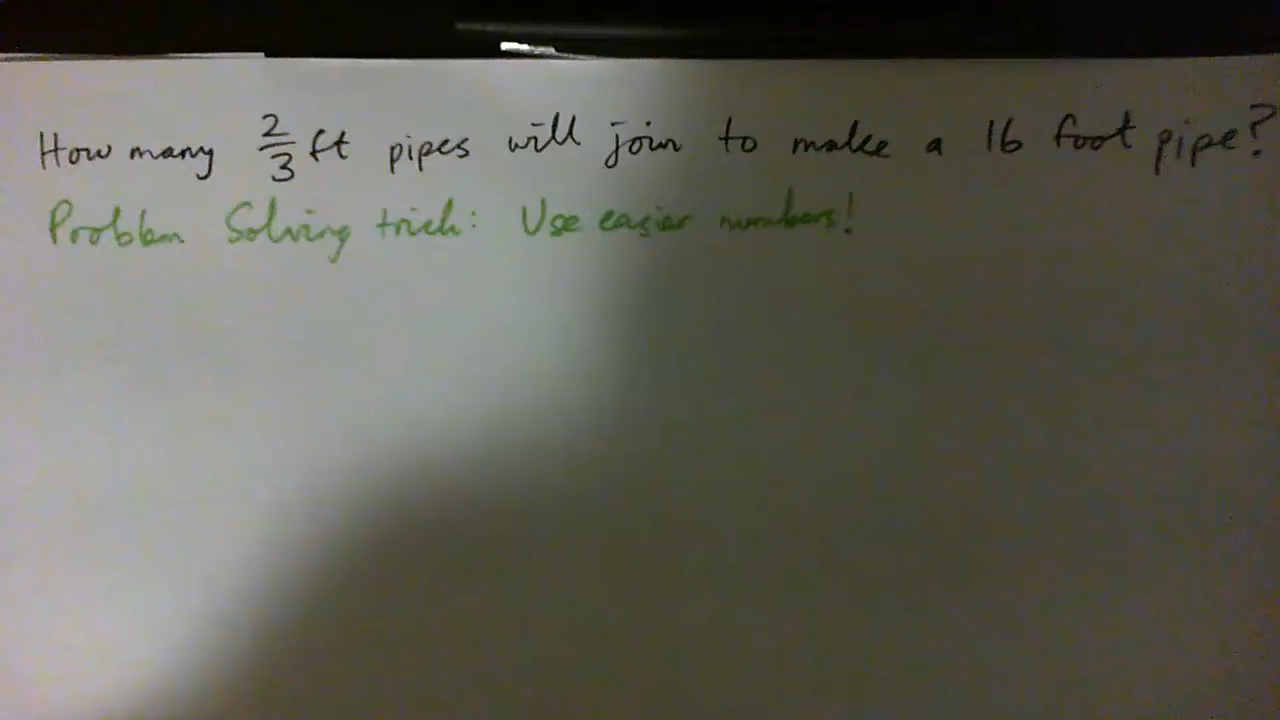 How many 2/3 ft pipes will join to make a 16 foot pipe?
Problem Solving trick: Use easier numbers!